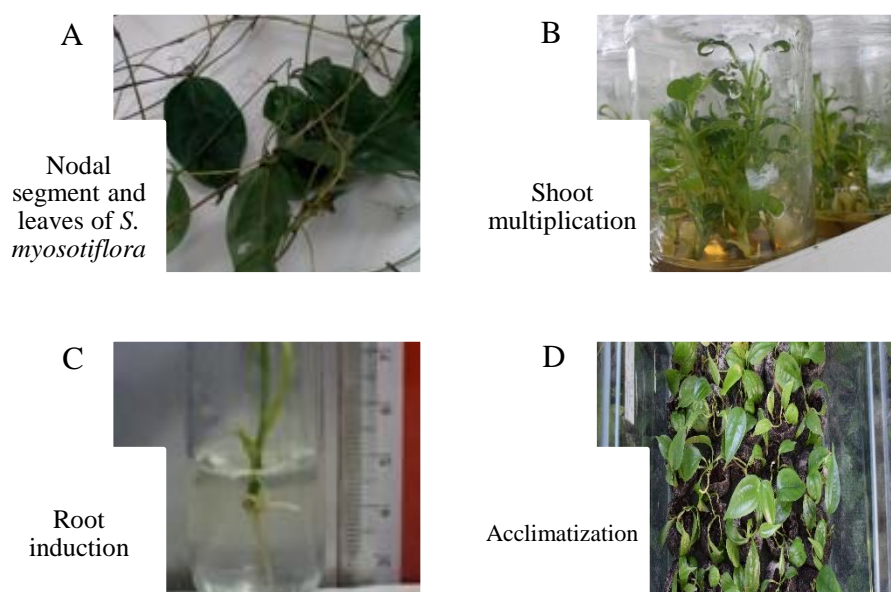 A
Nodal
segment and
leaves of S.
myosotiflora
B
Shoot
multiplication
C
Root
induction
D
Acclimatization